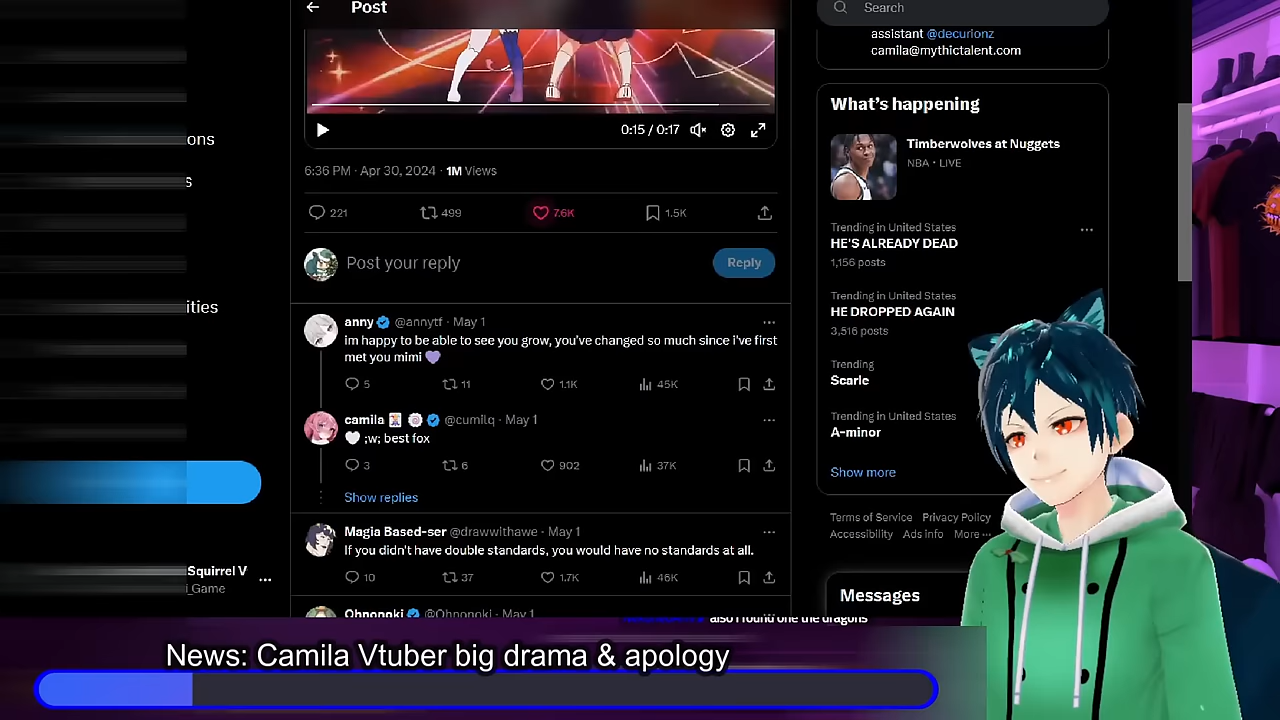 Post
0:15 / 0:17
6:36 PM · Apr 30, 2024 · 1M Views
221
499
7.6K
1.5K
Post your reply
Reply
anny @annytf · May 1
im happy to be able to see you grow, you've changed so much since i've first
met you mimi
5
11
1.1K
45K
camila @cumilq · May 1
;w; best fox
3
6
902
37K
Show replies
Magia Based-ser @drawwithawe · May 1
If you didn't have double standards, you would have no standards at all.
10
37
1.7K
46K
Ohnonoki @Ohnonoki · May 1
Search
assistant @decurionz
camila@mythictalent.com
What's happening
Timberwolves at Nuggets
NBA · LIVE
Trending in United States
HE'S ALREADY DEAD
1,156 posts
Trending in United States
HE DROPPED AGAIN
3,516 posts
Trending
Scarle
Trending in United States
A-minor
Show more
Terms of Service Privacy Policy
Accessibility Ads info More
Messages
ons
s
ities
Squirrel V
i_Game
also i found one the dragons
News: Camila Vtuber big drama & apology